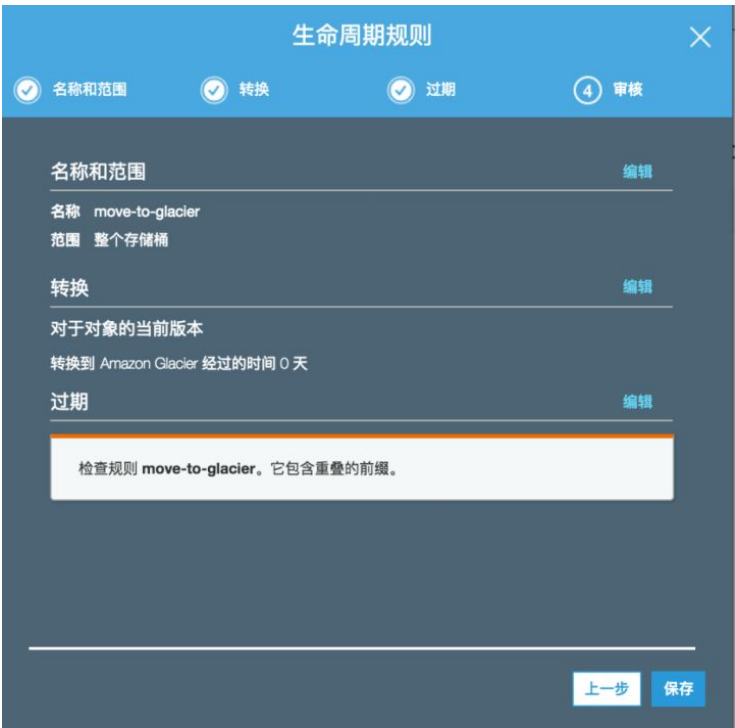 生命周期规则
名称和范围
转换
过期
4 审核
名称和范围 编辑
名称 move-to-glacier
范围 整个存储桶
转换 编辑
对于对象的当前版本
转换到 Amazon Glacier 经过的时间 0 天
过期 编辑
检查规则 move-to-glacier。它包含重叠的前缀。
上一步 保存